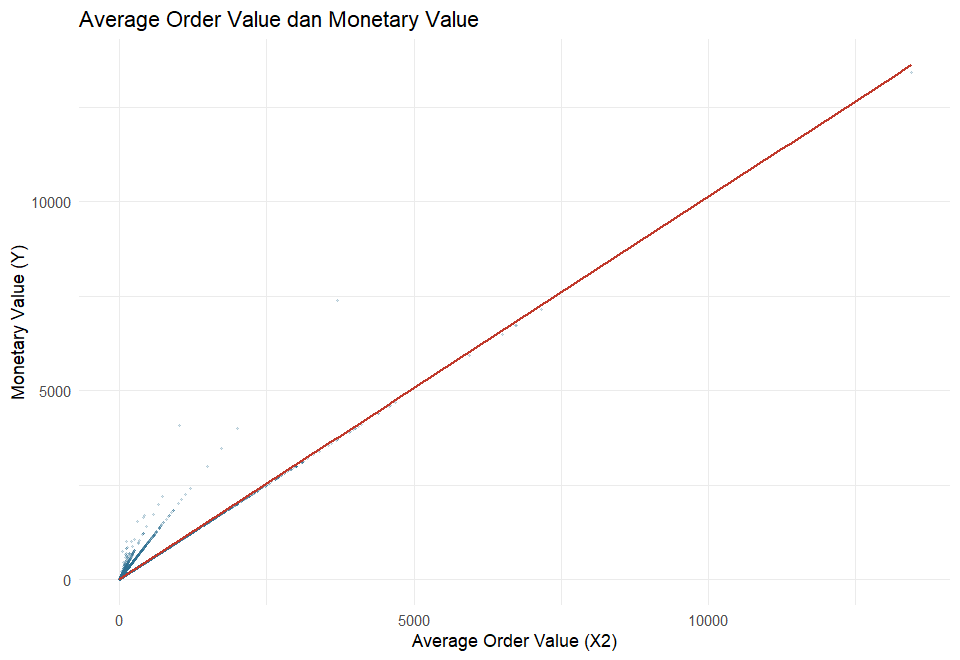 Average Order Value dan Monetary Value
Monetary Value (Y)
10000
5000
0
0
5000
10000
Average Order Value (X2)